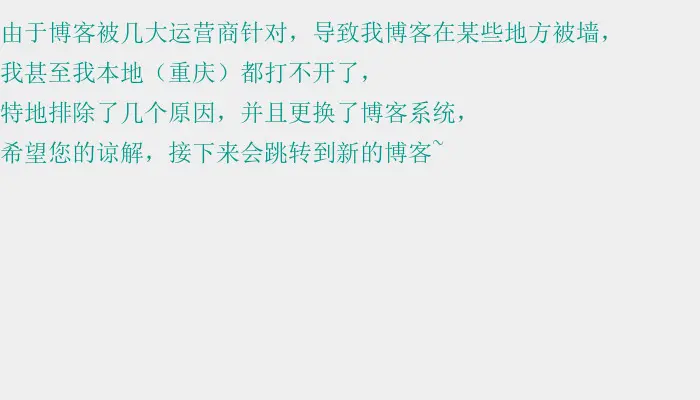 由于博客被几大运营商针对，导致我博客在某些地方被墙，
我甚至我本地（重庆）都打不开了，
特地排除了几个原因，并且更换了博客系统，
希望您的谅解，接下来会跳转到新的博客~